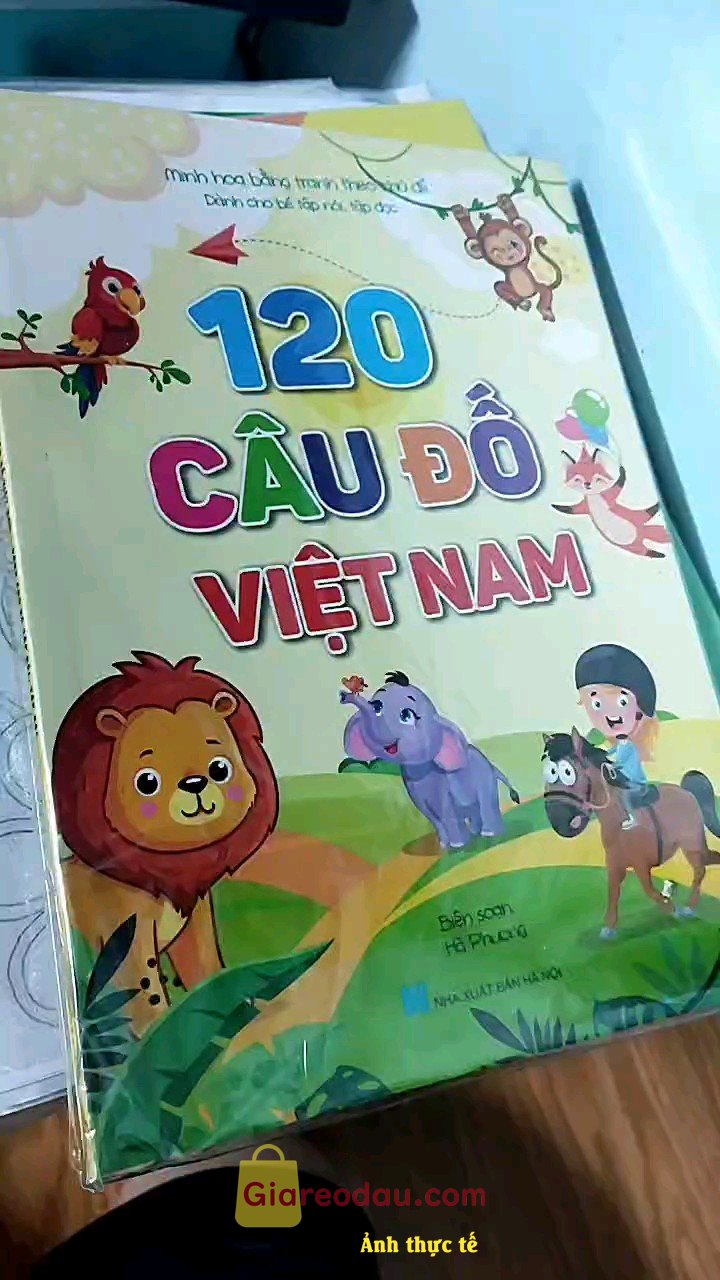 Minh họa bằng tranh theo chủ đề
Dành cho bé tập nói, tập đọc
120
CÂU ĐỐ
VIỆT NAM
Biên soạn
Hà Phương
NHÀ XUẤT BẢN HÀ NỘI
Giareodau.com
Ảnh thực tế